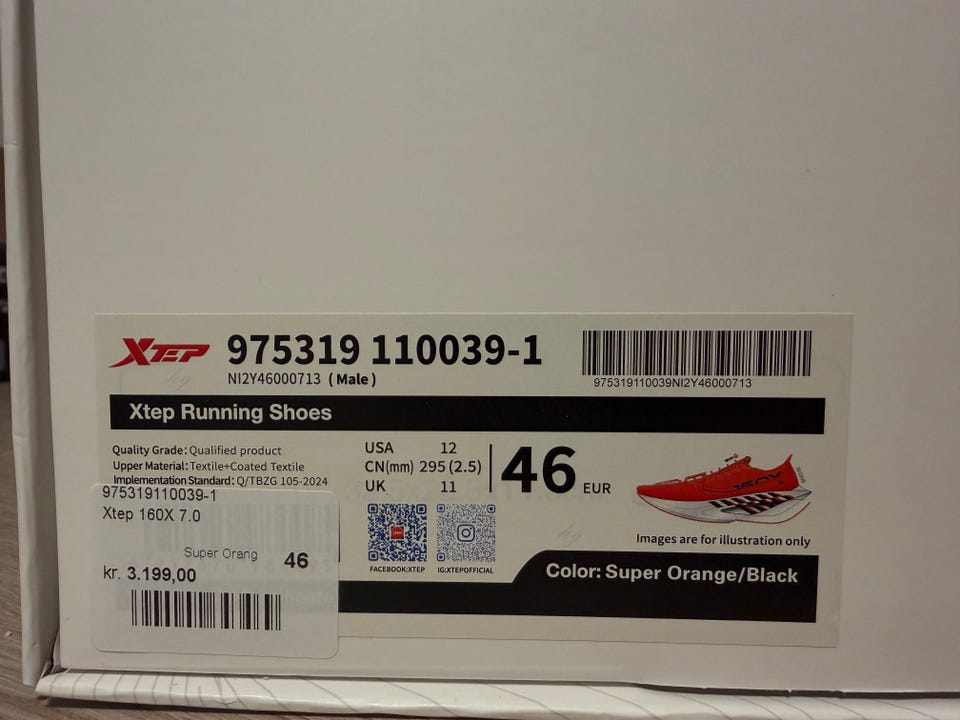 XTEP 975319 110039-1
NI2Y46000713 (Male)
975319110039NI2Y46000713
Xtep Running Shoes
Quality Grade: Qualified product
Upper Material: Textile+Coated Textile
Implementation Standard: Q/TBZG 105-2024
USA 12
CN(mm) 295 (2.5)
UK 11
46 EUR
160X
Images are for illustration only
FACEBOOK:XTEP
IG:XTEPOFFICIAL
Color: Super Orange/Black
975319110039-1
Xtep 160X 7.0
Super Orang 46
kr. 3.199,00